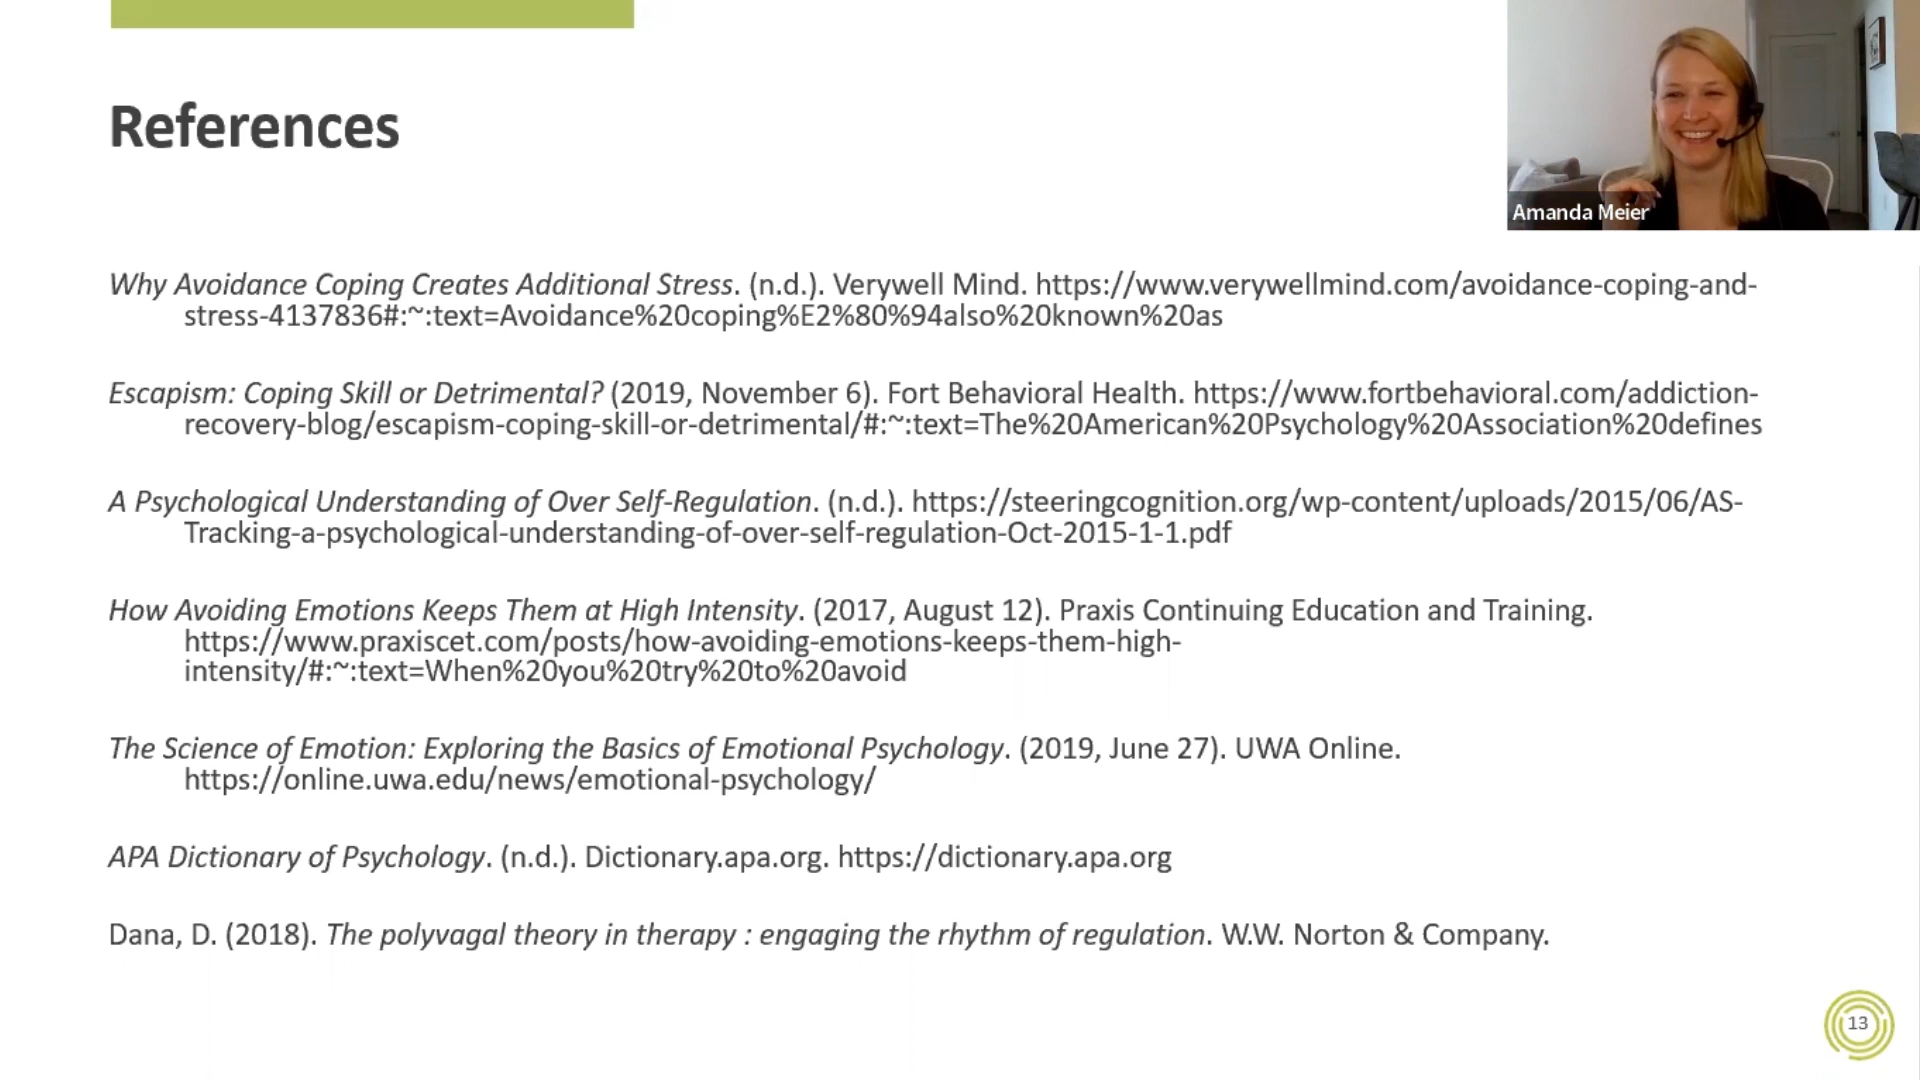 References
Amanda Meier
Why Avoidance Coping Creates Additional Stress. (n.d.). Verywell Mind. https://www.verywellmind.com/avoidance-coping-and-
stress-4137836#:~:text=Avoidance%20coping%E2%80%94also%20known%20as
Escapism: Coping Skill or Detrimental? (2019, November 6). Fort Behavioral Health. https://www.fortbehavioral.com/addiction-
recovery-blog/escapism-coping-skill-or-detrimental/#:~:text=The%20American%20Psychology%20Association%20defines
A Psychological Understanding of Over Self-Regulation. (n.d.). https://steeringcognition.org/wp-content/uploads/2015/06/AS-
Tracking-a-psychological-understanding-of-over-self-regulation-Oct-2015-1-1.pdf
How Avoiding Emotions Keeps Them at High Intensity. (2017, August 12). Praxis Continuing Education and Training.
https://www.praxiscet.com/posts/how-avoiding-emotions-keeps-them-high-
intensity/#:~:text=When%20you%20try%20to%20avoid
The Science of Emotion: Exploring the Basics of Emotional Psychology. (2019, June 27). UWA Online.
https://online.uwa.edu/news/emotional-psychology/
APA Dictionary of Psychology. (n.d.). Dictionary.apa.org. https://dictionary.apa.org
Dana, D. (2018). The polyvagal theory in therapy : engaging the rhythm of regulation. W.W. Norton & Company.
13